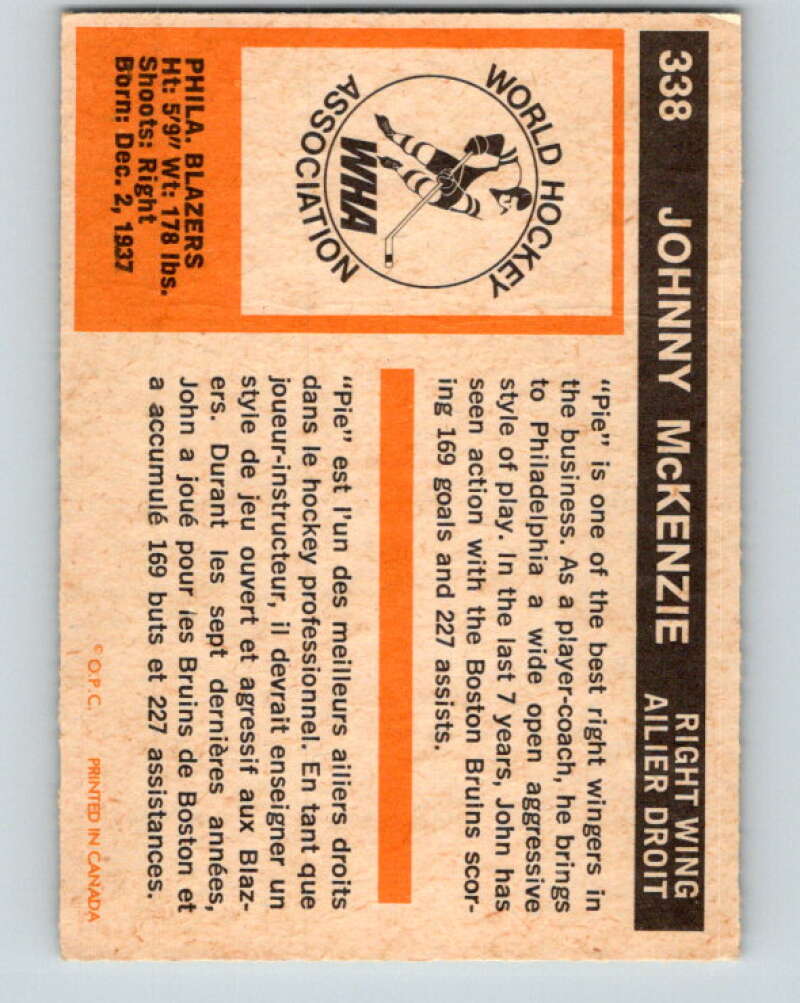 338 JOHNNY McKENZIE RIGHT WING
AILIER DROIT
WORLD HOCKEY
ASSOCIATION
WHA
PHILA. BLAZERS
Ht: 5'9" Wt: 178 lbs.
Shoots: Right
Born: Dec. 2, 1937
"Pie" is one of the best right wingers in
the business. As a player-coach, he brings
to Philadelphia a wide open aggressive
style of play. In the last 7 years, John has
seen action with the Boston Bruins scor-
ing 169 goals and 227 assists.
"Pie" est l'un des meilleurs ailiers droits
dans le hockey professionnel. En tant que
joueur-instructeur, il devrait enseigner un
style de jeu ouvert et agressif aux Blaz-
ers. Durant les sept dernières années,
John a joué pour les Bruins de Boston et
a accumulé 169 buts et 227 assistances.
© O.P.C. PRINTED IN CANADA